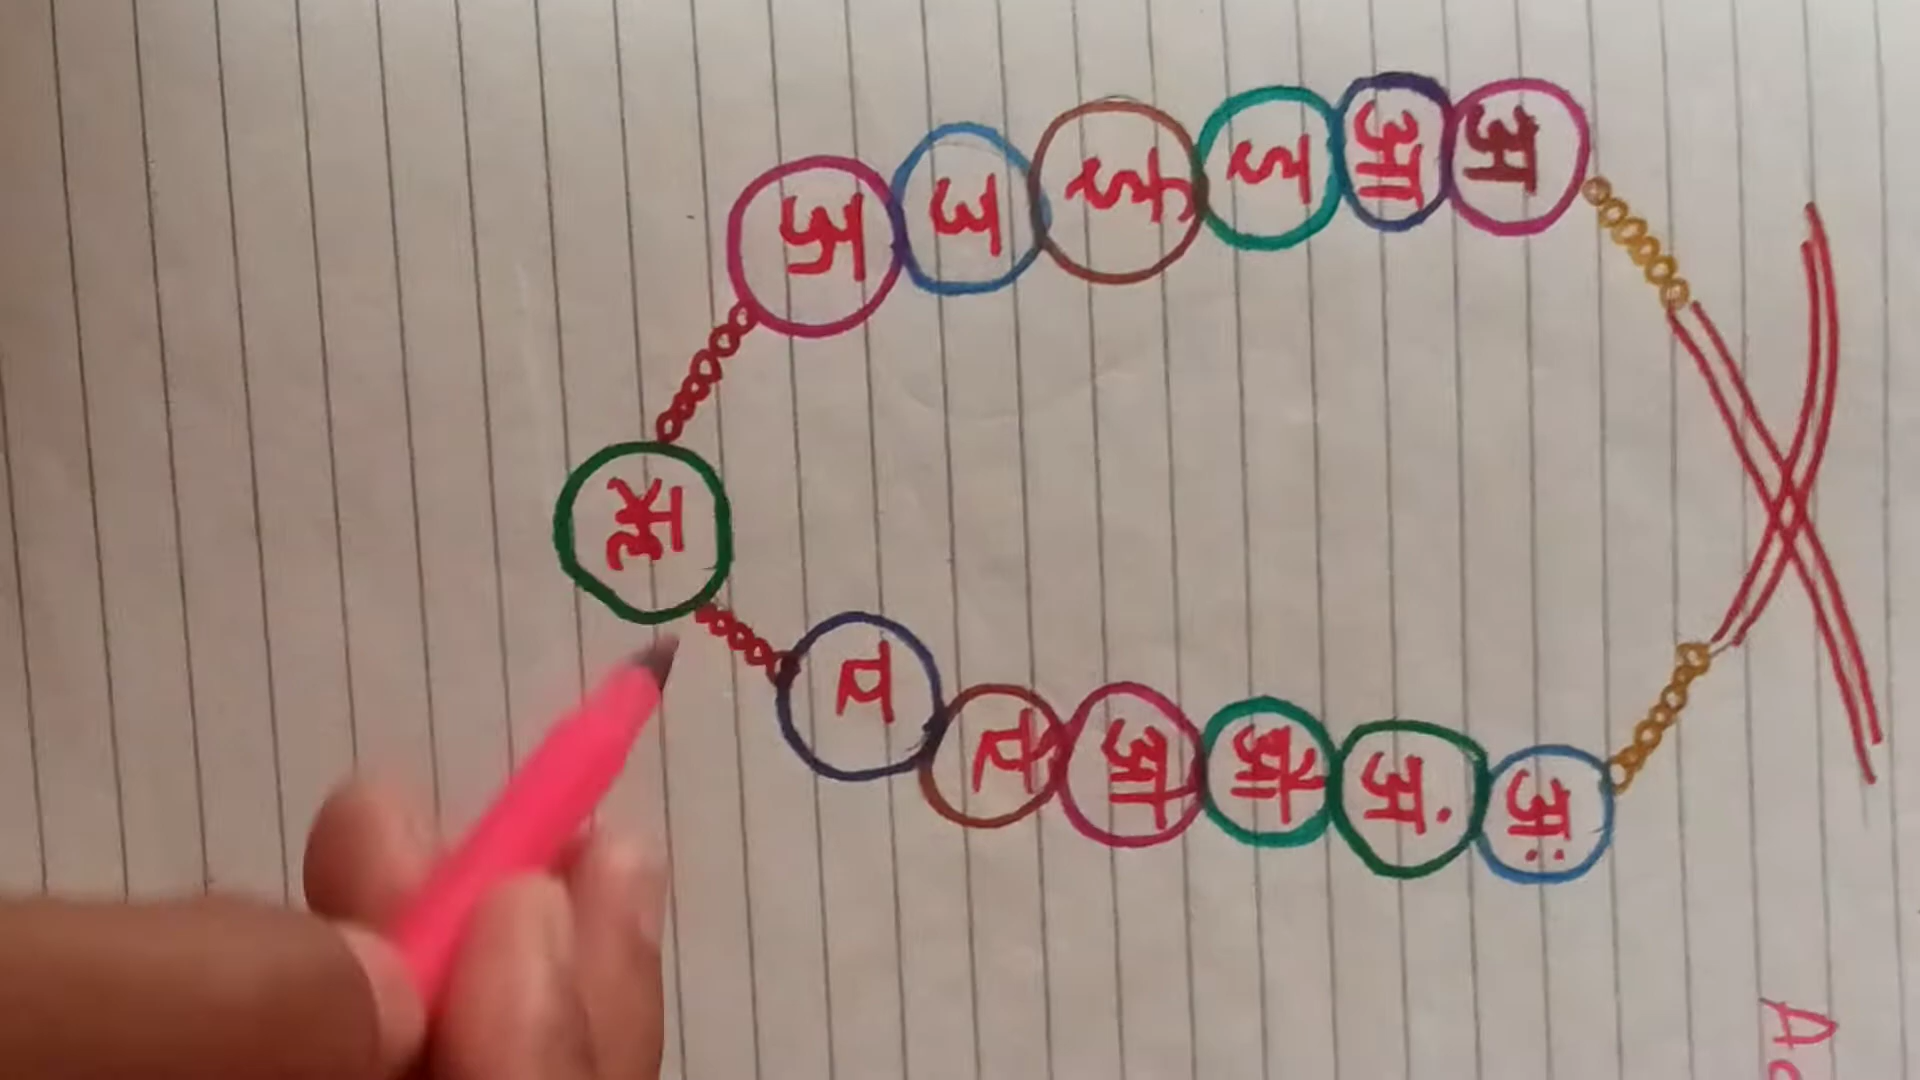 अ
आ
इ
ई
उ
ऊ
ऋ
ए
ऐ
ओ
औ
अं
अः